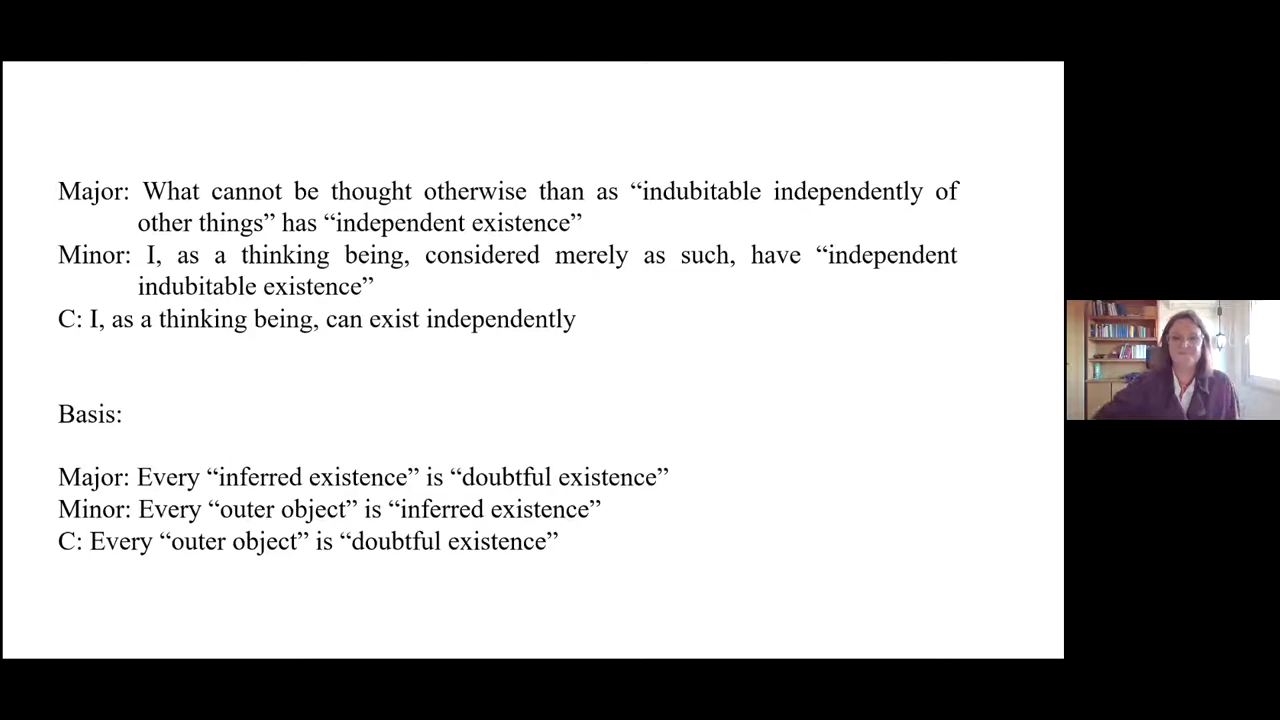 Major: What cannot be thought otherwise than as “indubitable independently of
other things” has “independent existence”
Minor: I, as a thinking being, considered merely as such, have “independent
indubitable existence”
C: I, as a thinking being, can exist independently
Basis:
Major: Every “inferred existence” is “doubtful existence”
Minor: Every “outer object” is “inferred existence”
C: Every “outer object” is “doubtful existence”